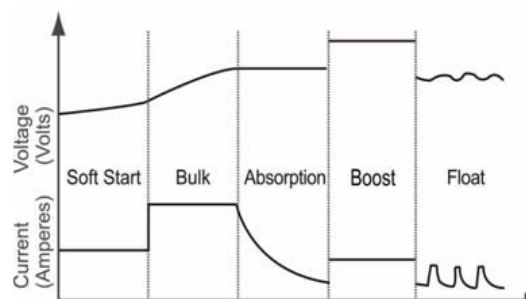 Voltage
(Volts)
Soft Start
Bulk
Absorption
Boost
Float
Current
(Amperes)